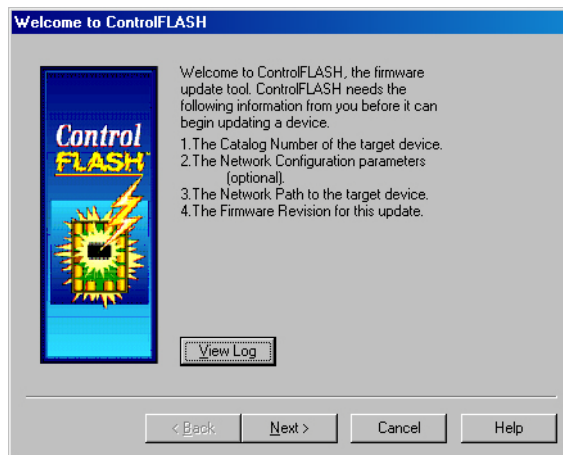 Welcome to ControlFLASH
Control
FLASH
Welcome to ControlFLASH, the firmware
update tool. ControlFLASH needs the
following information from you before it can
begin updating a device.
1.The Catalog Number of the target device.
2.The Network Configuration parameters
(optional).
3.The Network Path to the target device.
4.The Firmware Revision for this update.
View Log
< Back
Next >
Cancel
Help